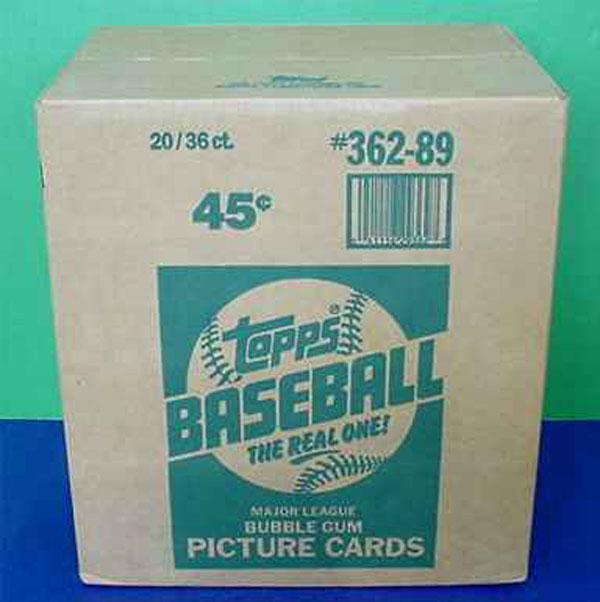 20/36 ct.
#362-89
45¢
topps®
BASEBALL
THE REAL ONE!
MAJOR LEAGUE
BUBBLE GUM
PICTURE CARDS